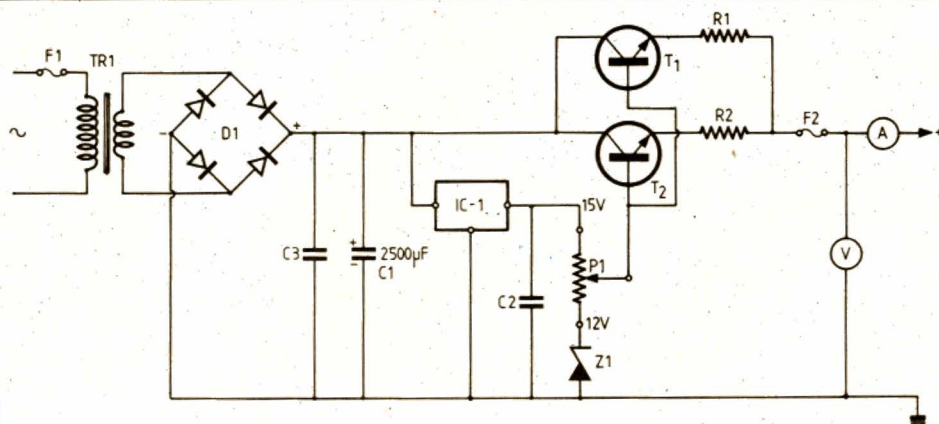 F1
TR1
D1
-
+
C3
+
-
2500µF
C1
IC-1
C2
15V
P1
12V
Z1
T1
T2
R1
R2
F2
A
+
V
~